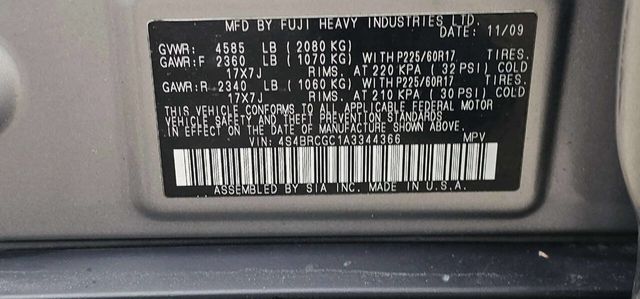 MFD BY FUJI HEAVY INDUSTRIES LTD.
DATE: 11/09
GVWR: 4585 LB (2080 KG)
GAWR:F 2360 LB (1070 KG) WITH P225/60R17 TIRES.
17X7J RIMS. AT 220 KPA (32 PSI) COLD
GAWR:R 2340 LB (1060 KG) WITH P225/60R17 TIRES.
17X7J RIMS. AT 210 KPA (30 PSI) COLD
THIS VEHICLE CONFORMS TO ALL APPLICABLE FEDERAL MOTOR
VEHICLE SAFETY AND THEFT PREVENTION STANDARDS
IN EFFECT ON THE
DATE OF MANUFACTURE SHOWN ABOVE.
VIN: 4S4BRCGC1A3344366 MPV
ASSEMBLED BY SIA INC. MADE IN U.S.A.